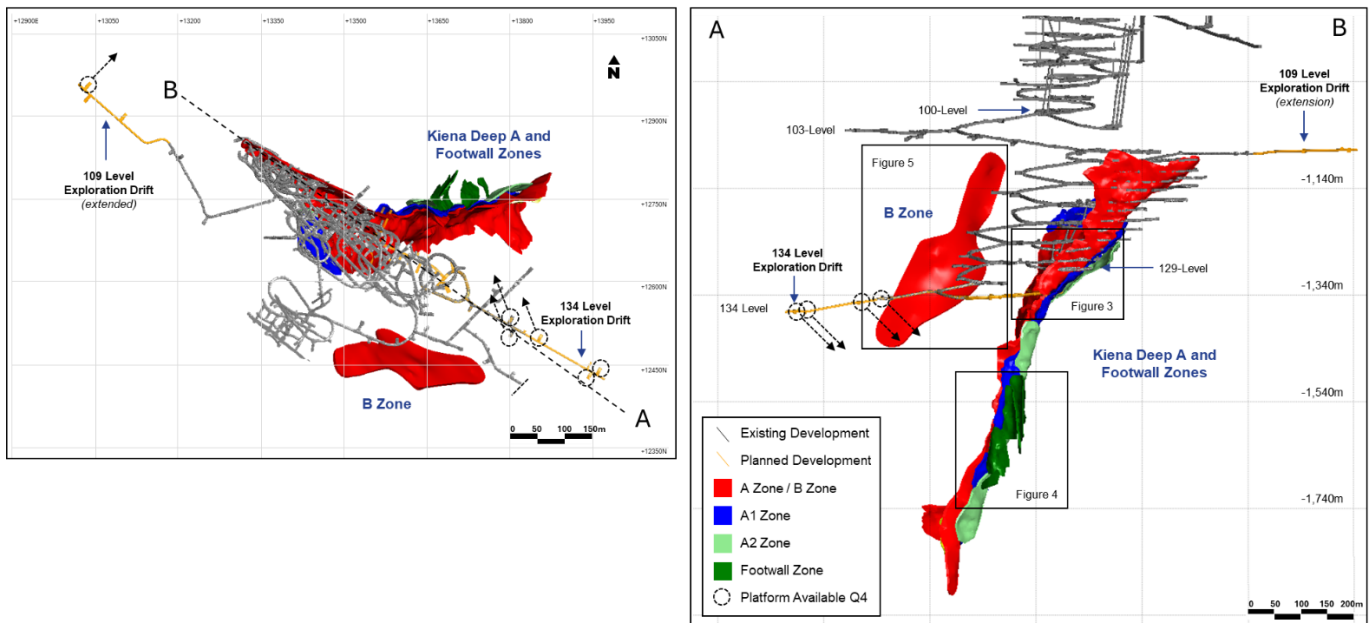 +12900E
+13050
+13200
+13350
+13500
+13650
+13800
+13950
+13050N
+12900N
+12750N
+12600N
+12450N
+12350N
N
B
109 Level
Exploration Drift
(extended)
Kiena Deep A and
Footwall Zones
134 Level
Exploration Drift
B Zone
A
0 50 100 150m
A
B
100-Level
103-Level
109 Level
Exploration Drift
(extension)
Figure 5
B Zone
-1,140m
134 Level
Exploration Drift
129-Level
134 Level
Figure 3
-1,340m
Kiena Deep A and
Footwall Zones
-1,540m
Figure 4
-1,740m
Existing Development
Planned Development
A Zone / B Zone
A1 Zone
A2 Zone
Footwall Zone
Platform Available Q4
0 50 100 150 200m